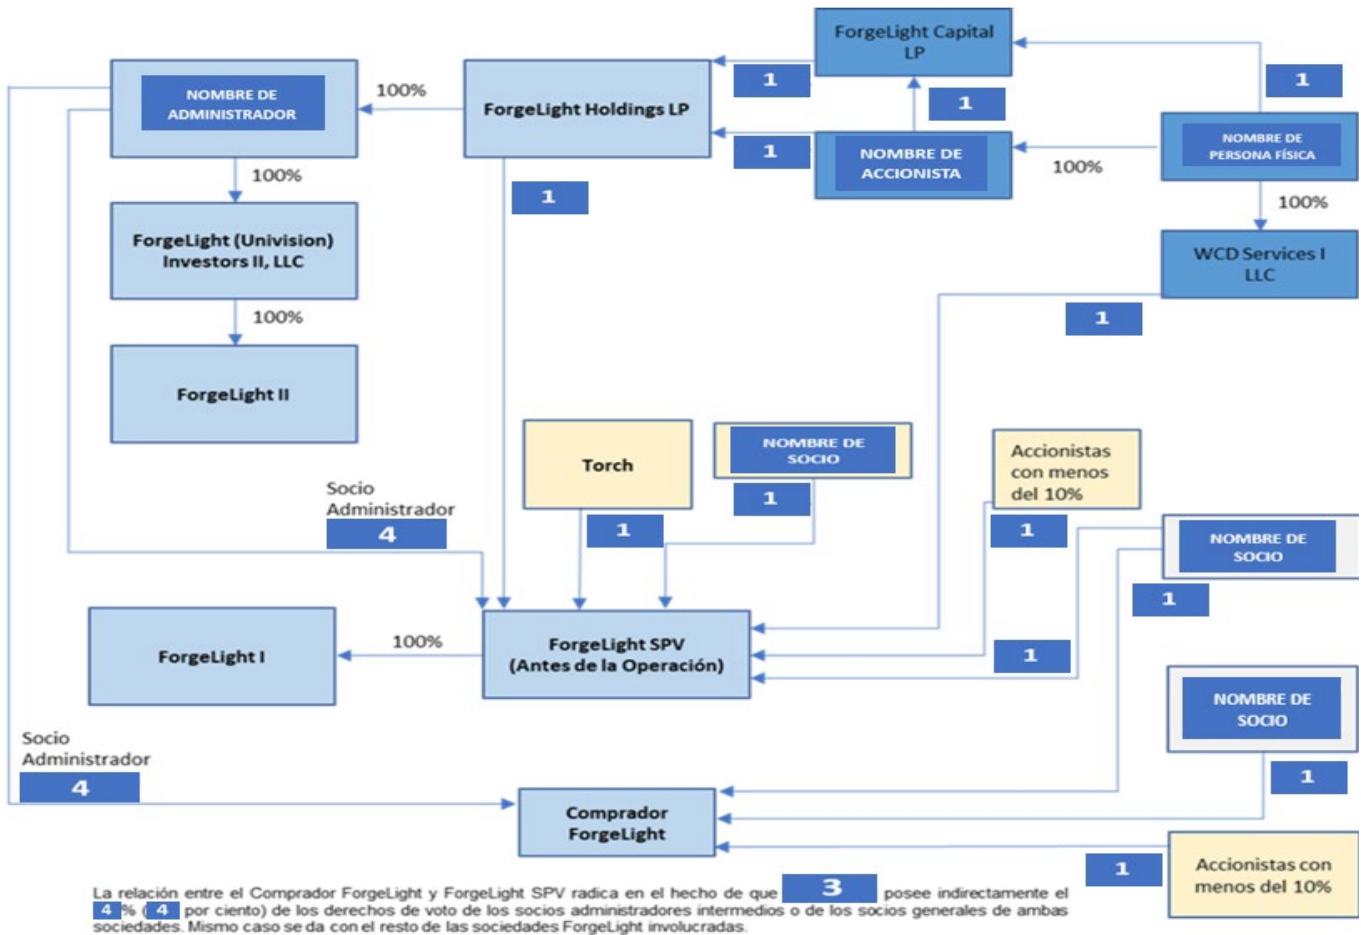 ForgeLight Capital
LP
1
1
NOMBRE DE
ADMINISTRADOR
100%
ForgeLight Holdings LP
1
1
NOMBRE DE
ACCIONISTA
100%
NOMBRE DE
PERSONA FÍSICA
100%
1
100%
ForgeLight (Univision)
Investors II, LLC
WCD Services I
LLC
1
100%
ForgeLight II
Torch
NOMBRE DE
SOCIO
Accionistas
con menos
del 10%
Socio
Administrador
4
1
1
1
NOMBRE DE
SOCIO
1
ForgeLight I
100%
ForgeLight SPV
(Antes de la Operación)
1
NOMBRE DE
SOCIO
Socio
Administrador
4
1
Comprador
ForgeLight
1
Accionistas con
menos del 10%
La relación entre el Comprador ForgeLight y ForgeLight SPV radica en el hecho de que 3 posee indirectamente el
4 % ( 4 por ciento) de los derechos de voto de los socios administradores intermedios o de los socios generales de ambas
sociedades. Mismo caso se da con el resto de las sociedades ForgeLight involucradas.